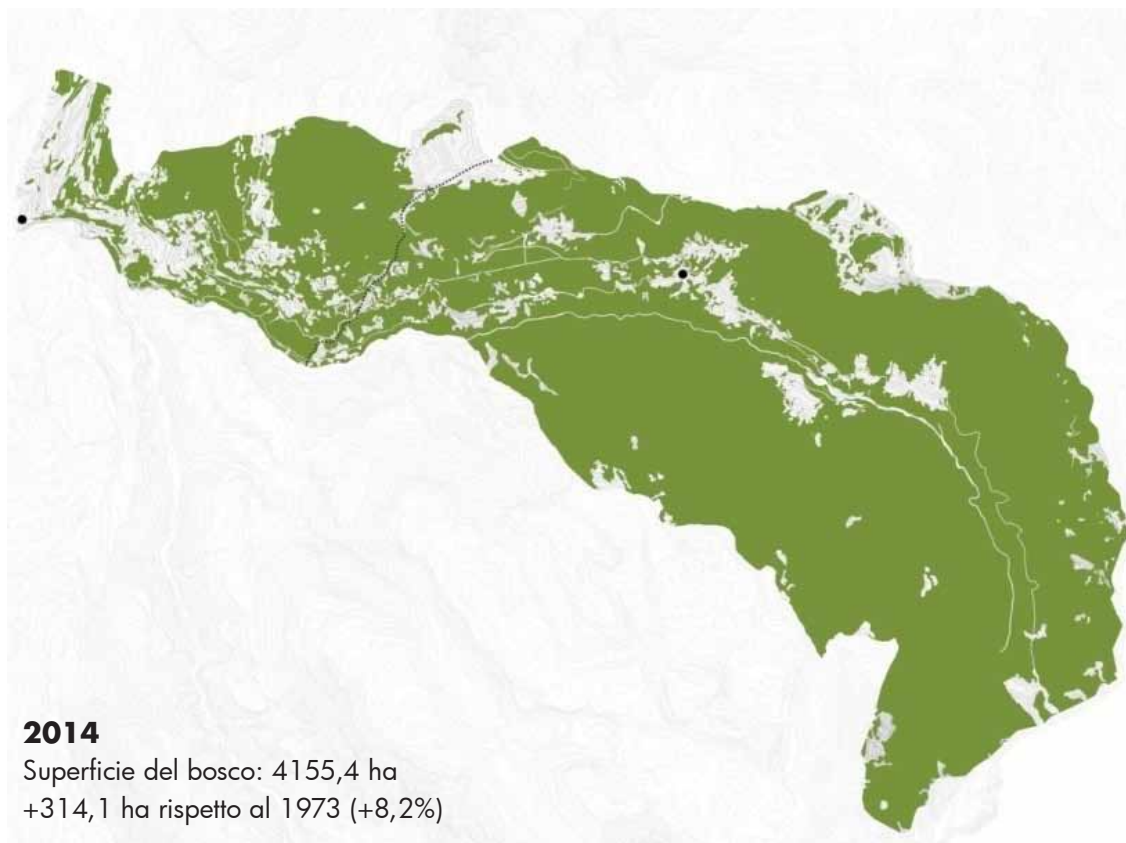 2014
Superficie del bosco: 4155,4 ha
+314,1 ha rispetto al 1973 (+8,2%)